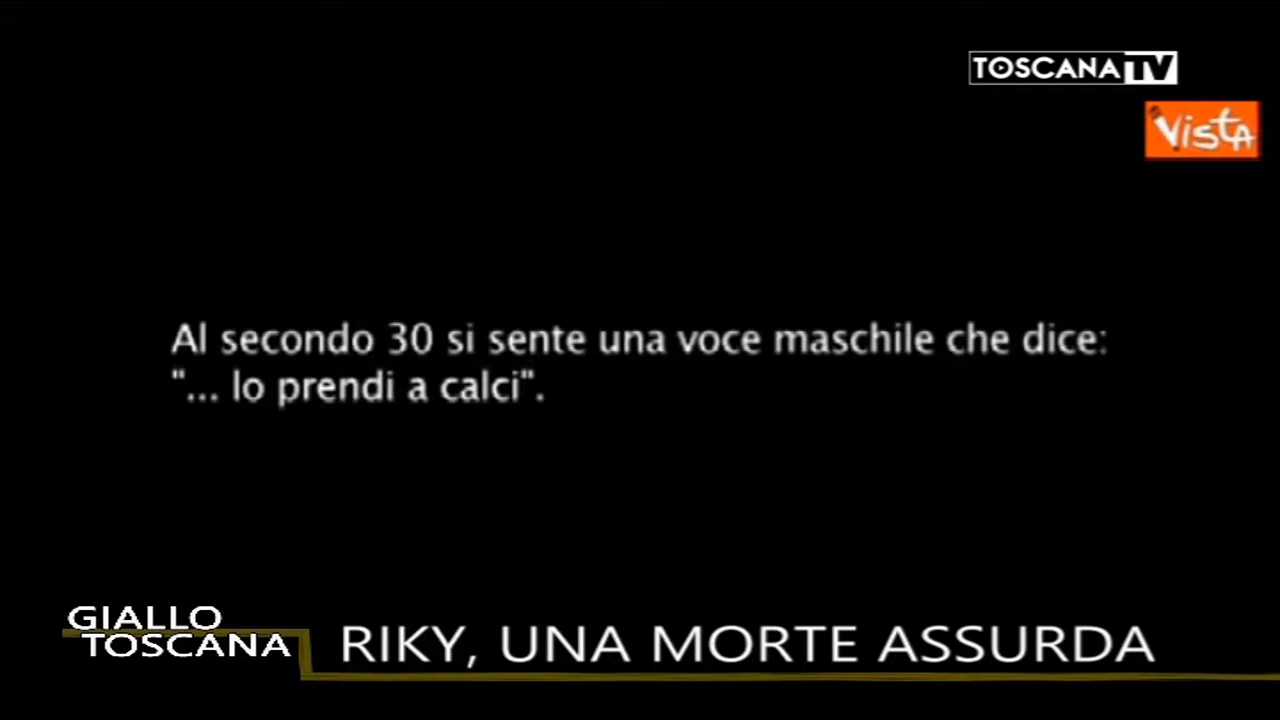 TOSCANA TV
Vista
Al secondo 30 si sente una voce maschile che dice:
"... lo prendi a calci".
GIALLO
TOSCANA
RIKY, UNA MORTE ASSURDA